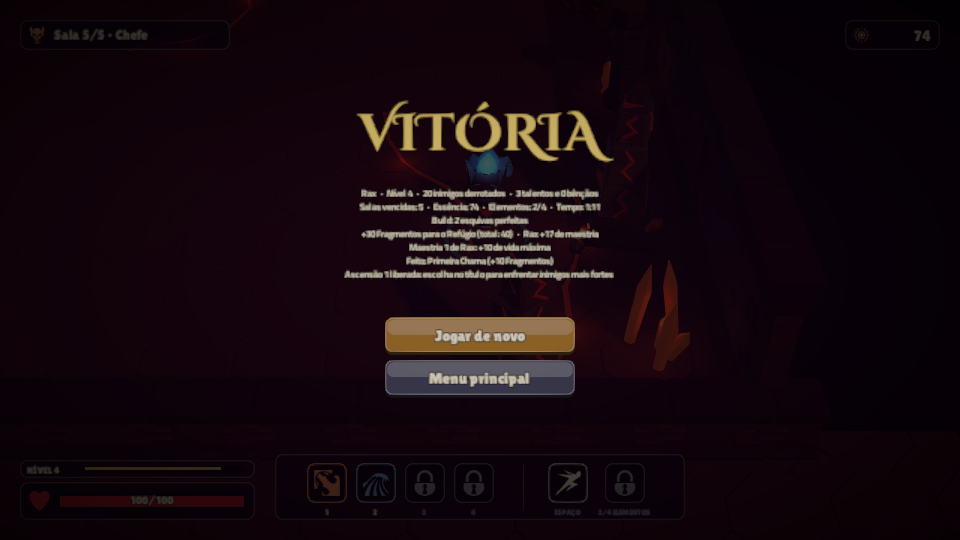 Sala 5/5 • Chefe
74
VITÓRIA
Rax • Nível 4 • 20 inimigos derrotados • 3 talentos e 0 bênçãos
Salas vencidas: 5 • Essência: 74 • Elementos: 2/4 • Tempo: 1:11
Build: 2 esquivas perfeitas
+30 Fragmentos para o Refúgio (total: 40) • Rax +17 de maestria
Maestria 1 de Rax: +10 de vida máxima
Feito: Primeira Chama (+10 Fragmentos)
Ascensão 1 liberada: escolha no título para enfrentar inimigos mais fortes
Jogar de novo
Menu principal
NÍVEL 4
100/100
1 2 3 4 ESPAÇO 2/4 ELEMENTOS